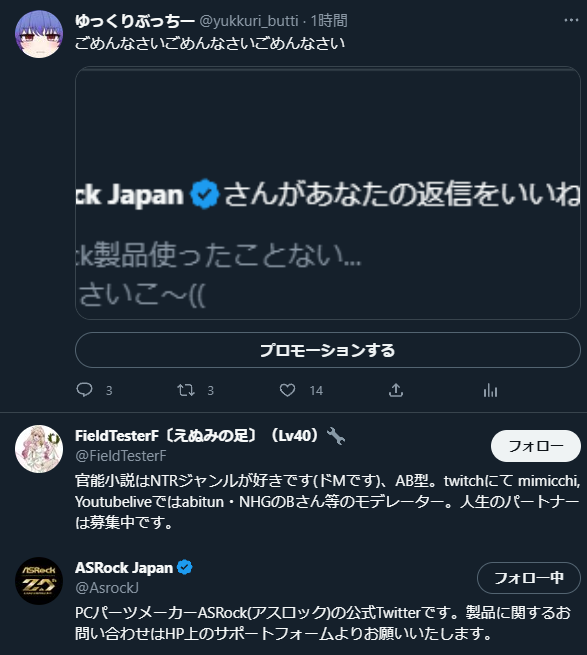 ゆっくりぶっちー @yukkuri_butti · 1時間
ごめんなさいごめんなさいごめんなさい
ck Japan さんがあなたの返信をいいね
ck製品使ったことない...
さいこ〜((
プロモーションする
3 3 14
FieldTesterF〔えぬみの足〕（Lv40）
@FieldTesterF
フォロー
官能小説はNTRジャンルが好きです(ドMです)、AB型。twitchにて mimicchi,
Youtubeliveではabitun・NHGのBさん等のモデレーター。人生のパートナー
は募集中です。
ASRock
ASRock Japan
@AsrockJ
フォロー中
PCパーツメーカーASRock(アスロック)の公式Twitterです。製品に関するお
問い合わせはHP上のサポートフォームよりお願いいたします。